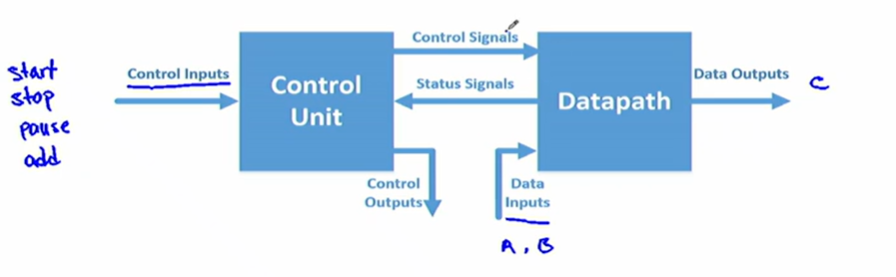 start
stop
pause
add
Control Inputs
Control
Unit
Control Signals
Status Signals
Control
Outputs
Datapath
Data
Inputs
A, B
Data Outputs
C